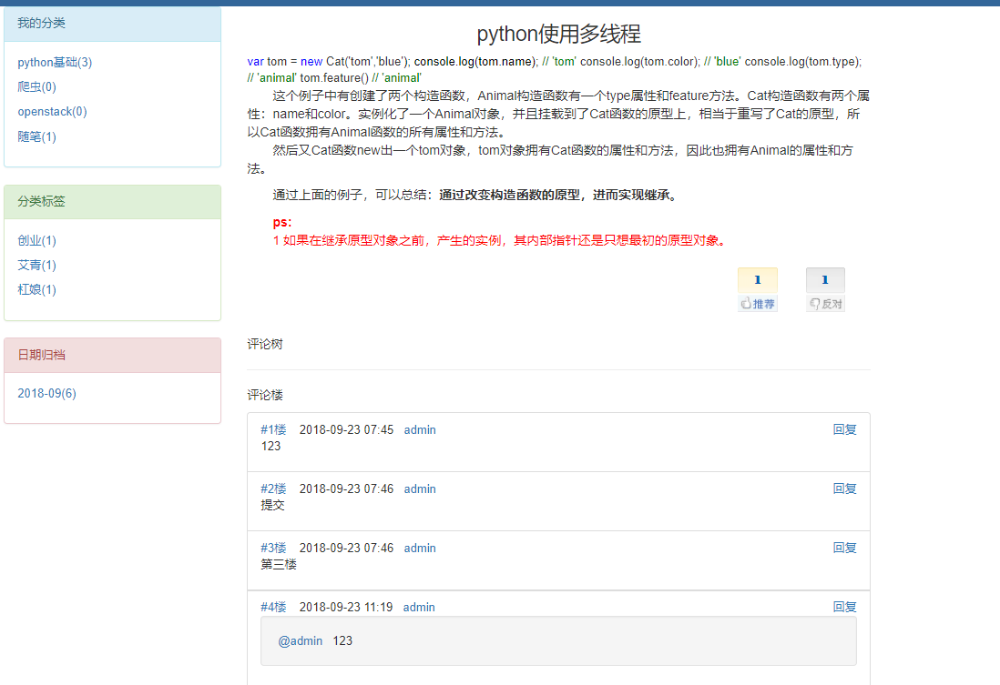 我的分类
python基础(3)
爬虫(0)
openstack(0)
随笔(1)
分类标签
创业(1)
艾青(1)
杠娘(1)
日期归档
2018-09(6)
python使用多线程
var tom = new Cat('tom','blue'); console.log(tom.name); // 'tom' console.log(tom.color); // 'blue' console.log(tom.type);
// 'animal' tom.feature() // 'animal'
这个例子中有创建了两个构造函数，Animal构造函数有一个type属性和feature方法。Cat构造函数有两个属
性：name和color。实例化了一个Animal对象，并且挂载到了Cat函数的原型上，相当于重写了Cat的原型，所
以Cat函数拥有Animal函数的所有属性和方法。
然后又Cat函数new出一个tom对象，tom对象拥有Cat函数的属性和方法，因此也拥有Animal的属性和方
法。
通过上面的例子，可以总结：通过改变构造函数的原型，进而实现继承。
ps：
1 如果在继承原型对象之前，产生的实例，其内部指针还是只想最初的原型对象。
1 1
推荐 反对
评论树
评论楼
#1楼 2018-09-23 07:45 admin 回复
123
#2楼 2018-09-23 07:46 admin 回复
提交
#3楼 2018-09-23 07:46 admin 回复
第三楼
#4楼 2018-09-23 11:19 admin 回复
@admin 123